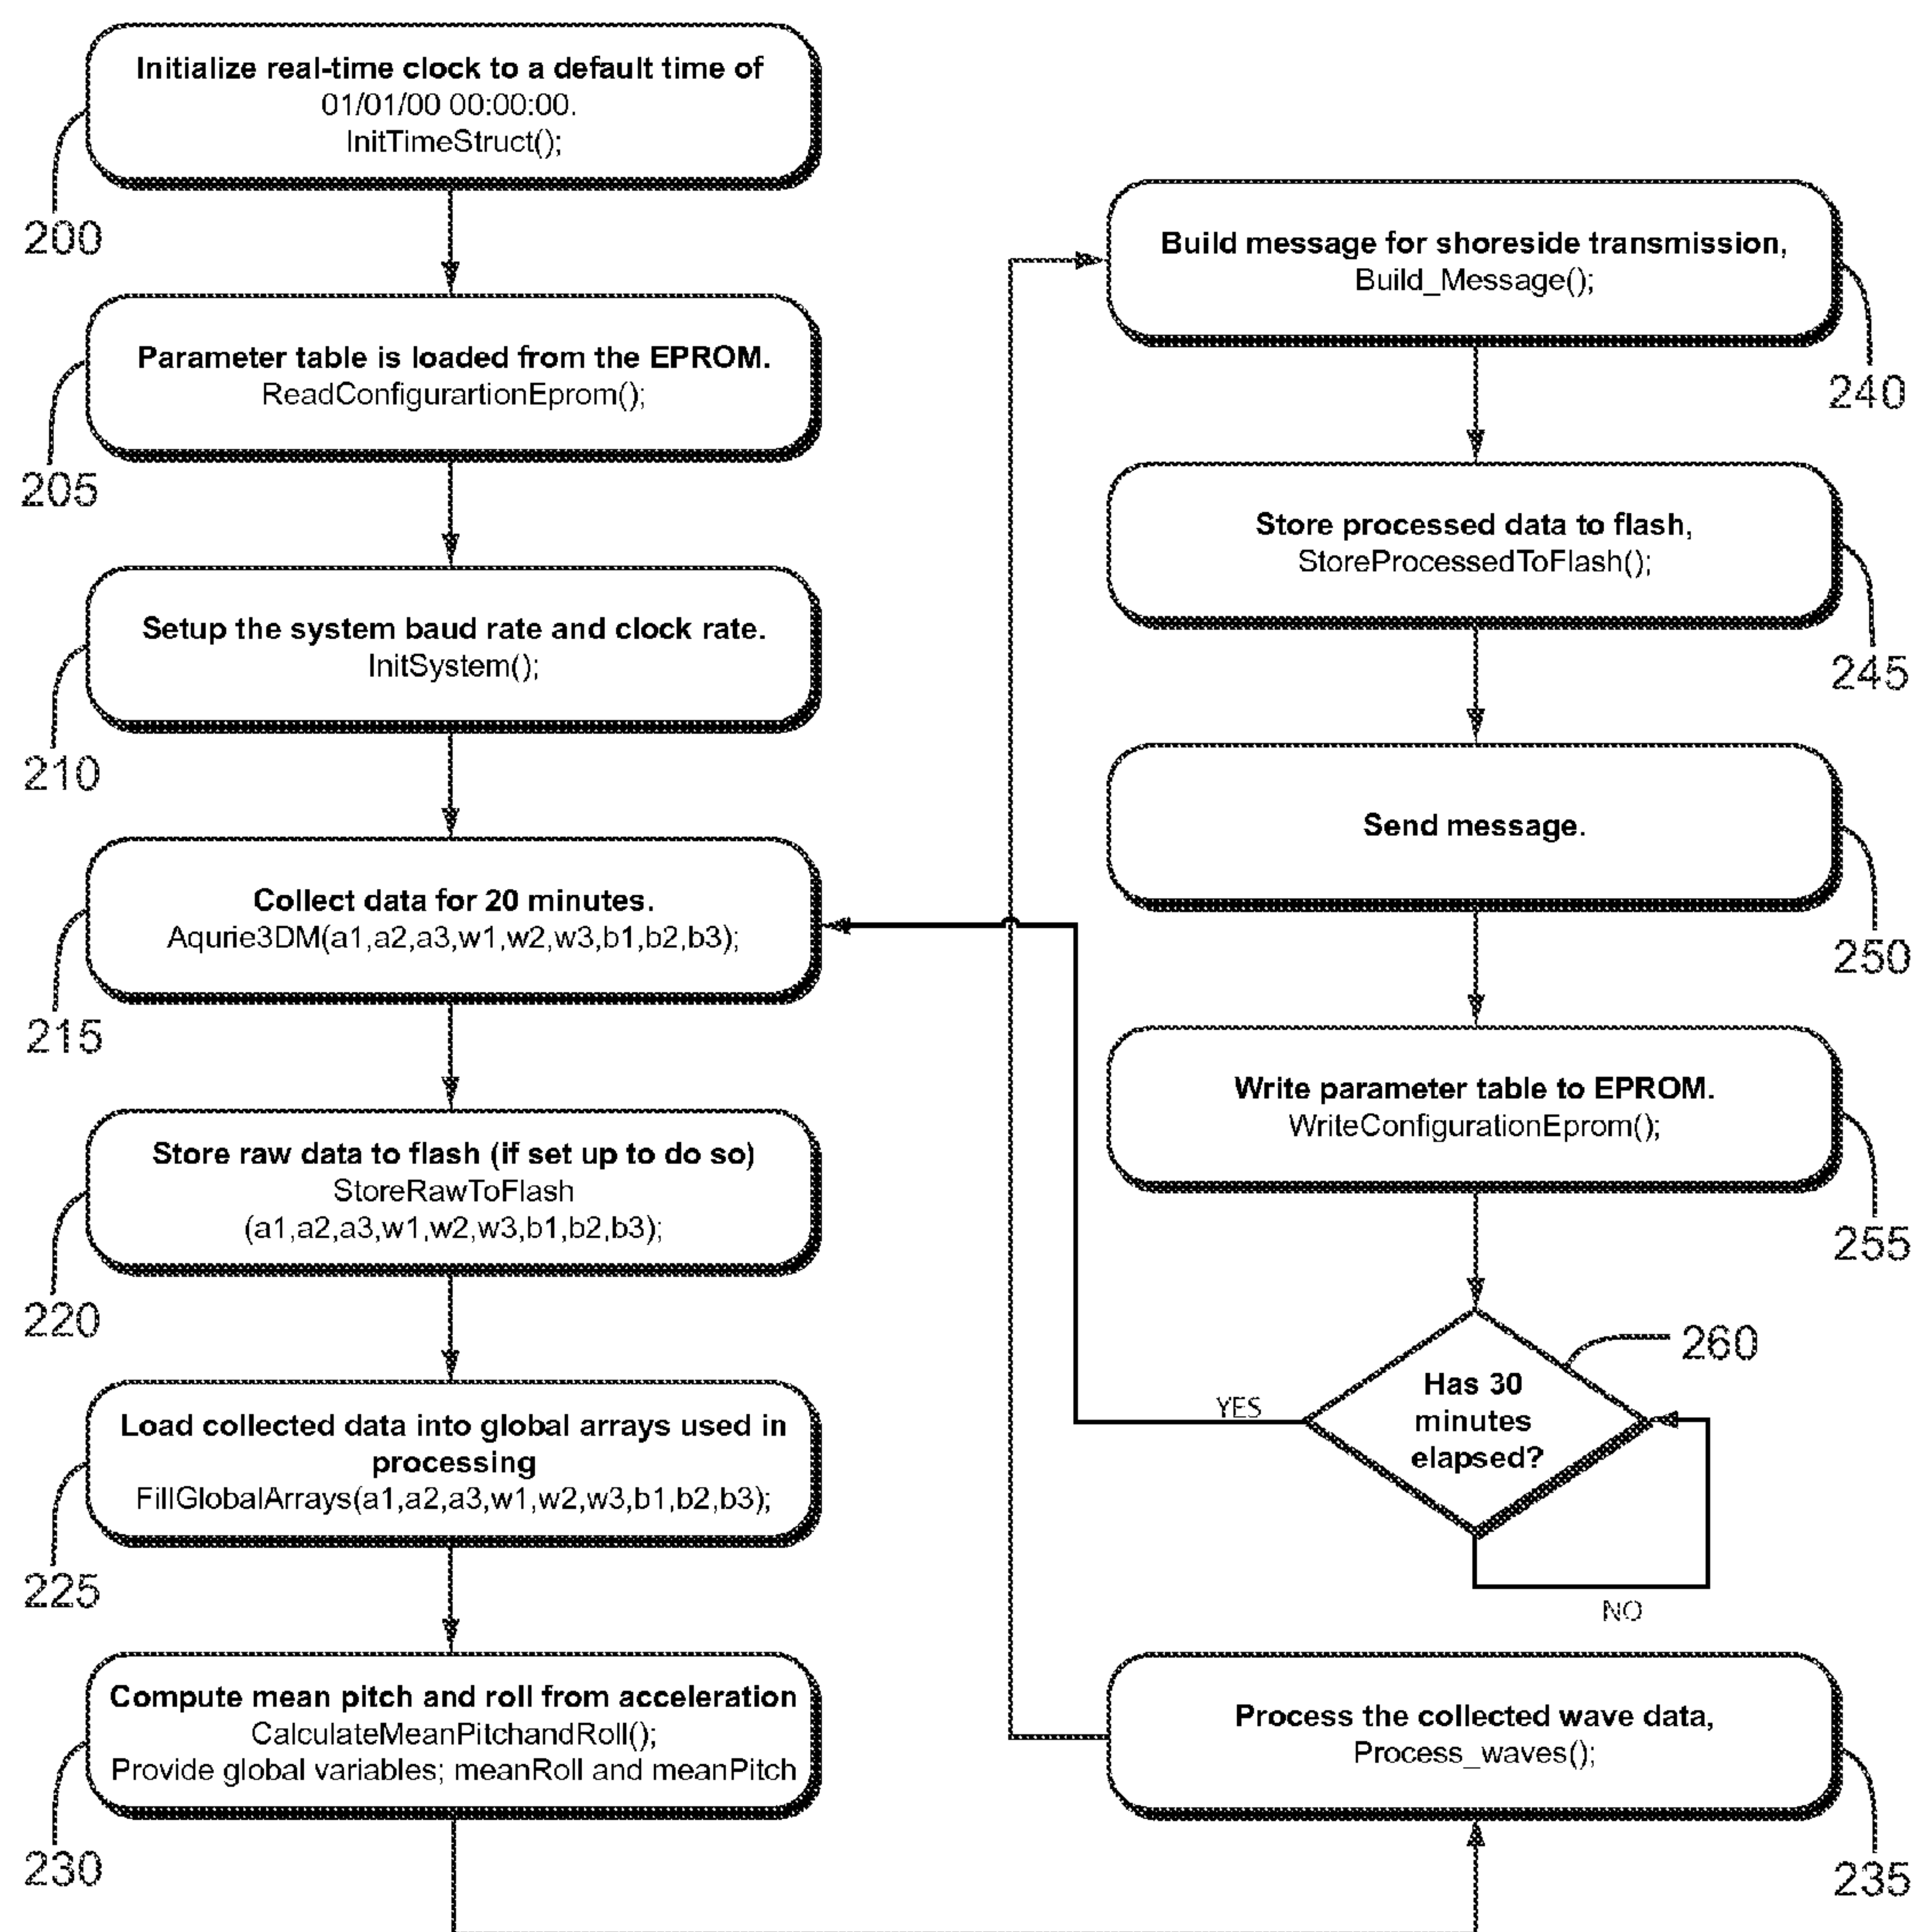 Initialize real-time clock to a default time of
01/01/00 00:00:00.
InitTimeStruct();
200
Parameter table is loaded from the EPROM.
ReadConfigurartionEprom();
205
Setup the system baud rate and clock rate.
InitSystem();
210
Collect data for 20 minutes.
Aqurie3DM(a1,a2,a3,w1,w2,w3,b1,b2,b3);
215
Store raw data to flash (if set up to do so)
StoreRawToFlash
(a1,a2,a3,w1,w2,w3,b1,b2,b3);
220
Load collected data into global arrays used in
processing
FillGlobalArrays(a1,a2,a3,w1,w2,w3,b1,b2,b3);
225
Compute mean pitch and roll from acceleration
CalculateMeanPitchandRoll();
Provide global variables; meanRoll and meanPitch
230
Process the collected wave data,
Process_waves();
235
Build message for shoreside transmission,
Build_Message();
240
Store processed data to flash,
StoreProcessedToFlash();
245
Send message.
250
Write parameter table to EPROM.
WriteConfigurationEprom();
255
Has 30
minutes
elapsed?
260
YES
NO